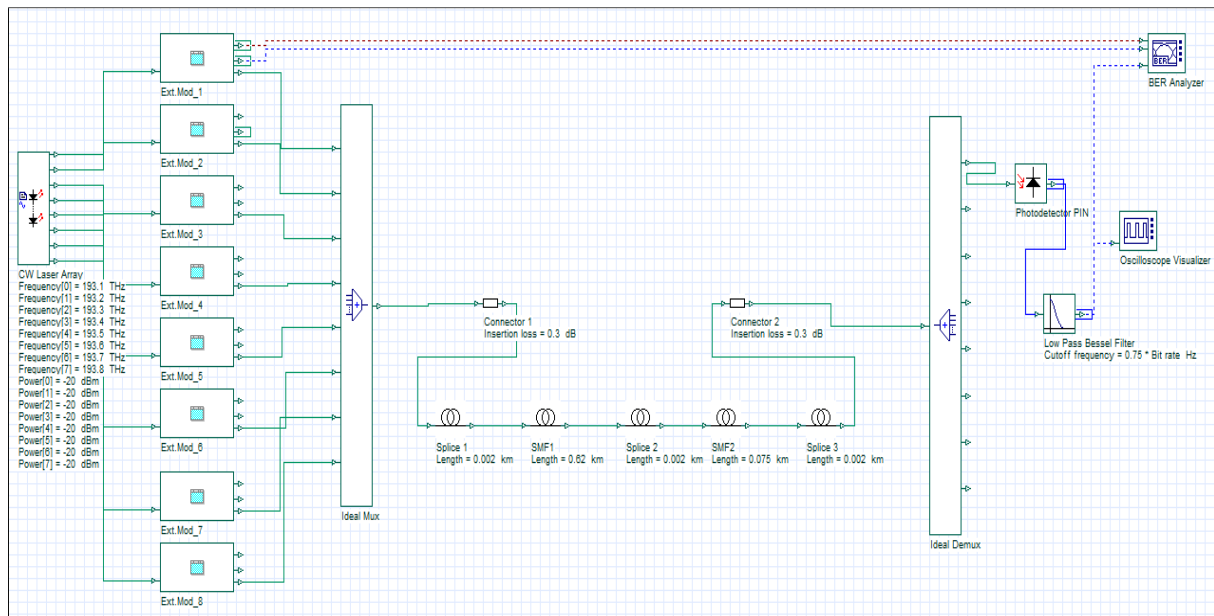 BER
BER Analyzer
Ext.Mod_1
Ext.Mod_2
Ext.Mod_3
Ext.Mod_4
Ext.Mod_5
Ext.Mod_6
Ext.Mod_7
Ext.Mod_8
CW Laser Array
Frequency[0] = 193.1 THz
Frequency[1] = 193.2 THz
Frequency[2] = 193.3 THz
Frequency[3] = 193.4 THz
Frequency[4] = 193.5 THz
Frequency[5] = 193.6 THz
Frequency[6] = 193.7 THz
Frequency[7] = 193.8 THz
Power[0] = -20 dBm
Power[1] = -20 dBm
Power[2] = -20 dBm
Power[3] = -20 dBm
Power[4] = -20 dBm
Power[5] = -20 dBm
Power[6] = -20 dBm
Power[7] = -20 dBm
Ideal Mux
Connector 1
Insertion loss = 0.3 dB
Connector 2
Insertion loss = 0.3 dB
Splice 1
Length = 0.002 km
SMF1
Length = 0.62 km
Splice 2
Length = 0.002 km
SMF2
Length = 0.075 km
Splice 3
Length = 0.002 km
Ideal Demux
Photodetector PIN
Oscilloscope Visualizer
Low Pass Bessel Filter
Cutoff frequency = 0.75 * Bit rate Hz